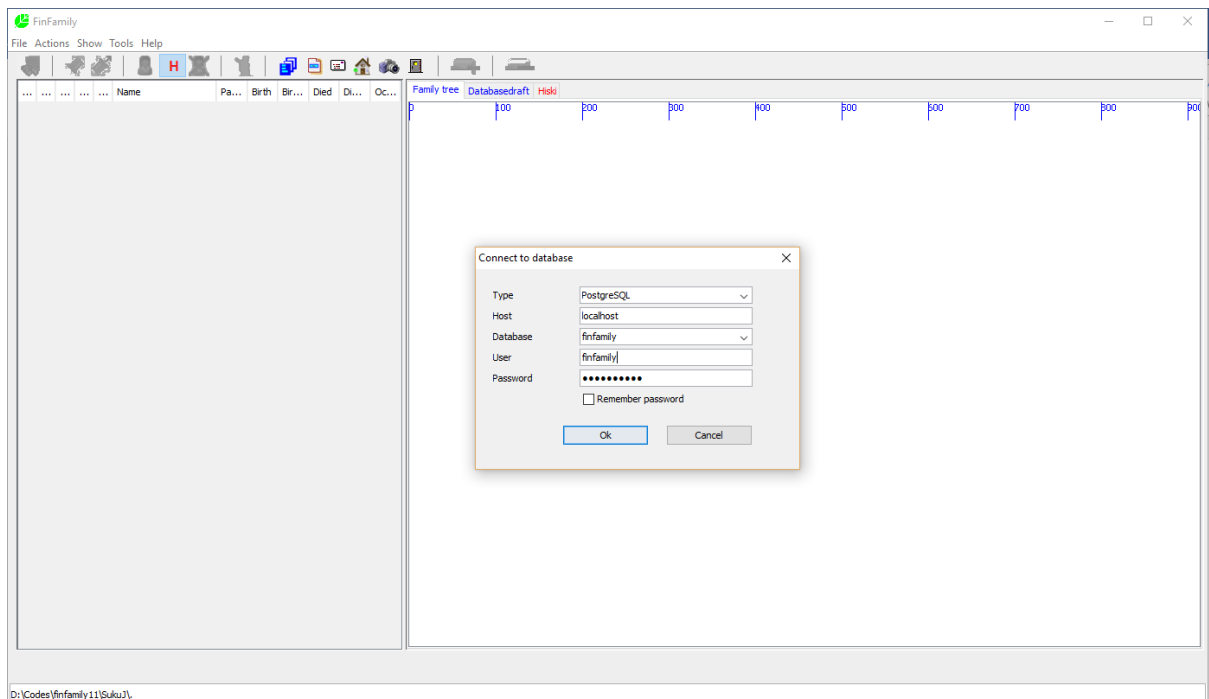 FinFamily
File Actions Show Tools Help
H
... ... ... ... ... Name Pa... Birth Bir... Died Di... Oc...
Family tree Databasedraft Hiski
0 100 200 300 400 500 600 700 800 900
Connect to database
Type PostgreSQL
Host localhost
Database finfamily
User finfamily
Password ••••••••••
Remember password
Ok Cancel
D:\Codes\finfamily11\SukuJ\.